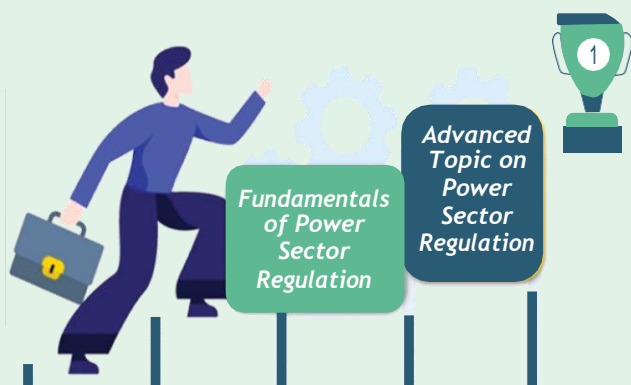 1
Advanced
Topic on
Power
Sector
Regulation
Fundamentals
of Power
Sector
Regulation